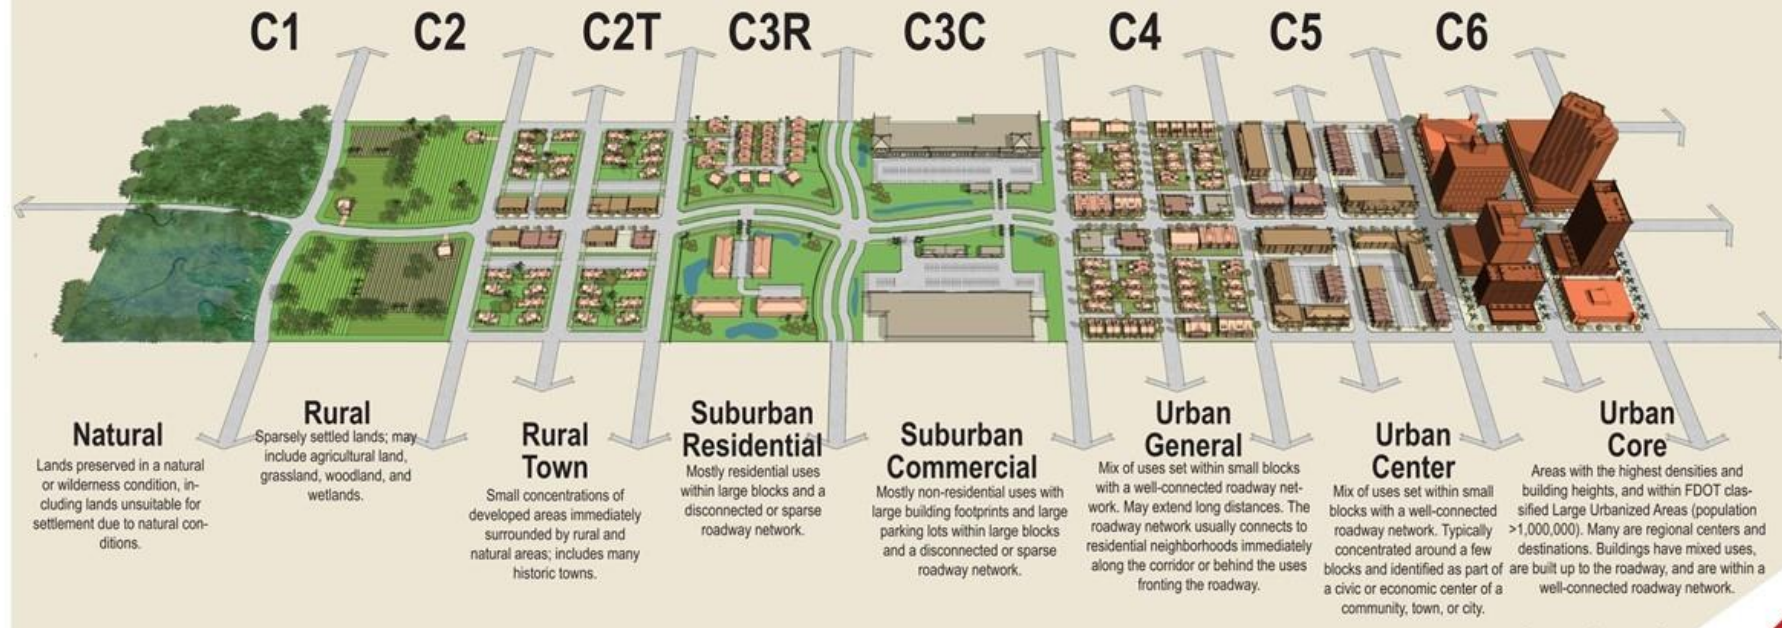 C1
C2
C2T
C3R
C3C
C4
C5
C6
Natural
Lands preserved in a natural
or wilderness condition, in-
cluding lands unsuitable for
settlement due to natural con-
ditions.
Rural
Sparsely settled lands; may
include agricultural land,
grassland, woodland, and
wetlands.
Rural
Town
Small concentrations of
developed areas immediately
surrounded by rural and
natural areas; includes many
historic towns.
Suburban
Residential
Mostly residential uses
within large blocks and a
disconnected or sparse
roadway network.
Suburban
Commercial
Mostly non-residential uses with
large building footprints and large
parking lots within large blocks
and a disconnected or sparse
roadway network.
Urban
General
Mix of uses set within small blocks
with a well-connected roadway net-
work. May extend long distances. The
roadway network usually connects to
residential neighborhoods immediately
along the corridor or behind the uses
fronting the roadway.
Urban
Center
Mix of uses set within small
blocks with a well-connected
roadway network. Typically
concentrated around a few
blocks and identified as part of
a civic or economic center of a
community, town, or city.
Urban
Core
Areas with the highest densities and
building heights, and within FDOT clas-
sified Large Urbanized Areas (population
>1,000,000). Many are regional centers and
destinations. Buildings have mixed uses,
are built up to the roadway, and are within a
well-connected roadway network.